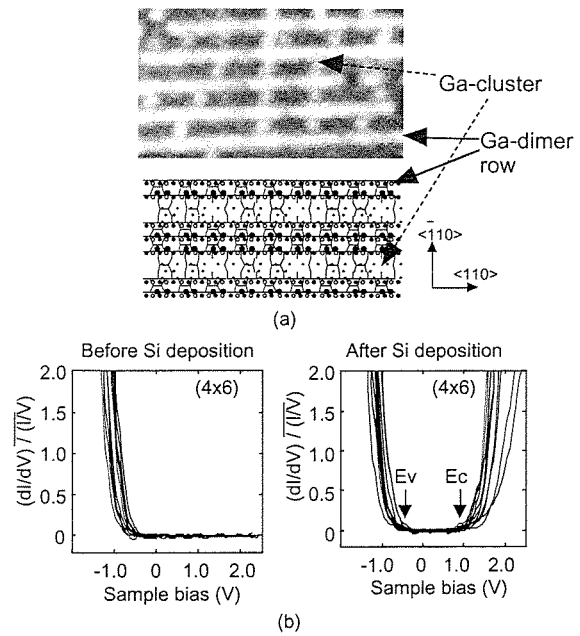 Ga-cluster
Ga-dimer
row
<1̄10>
<110>
(a)
Before Si deposition
After Si deposition
(4x6)
(4x6)
(dI/dV) / (I/V)
(dI/dV) / (I/V)
2.0
1.5
1.0
0.5
0
2.0
1.5
1.0
0.5
0
Ev
Ec
-1.0 0 1.0 2.0
-1.0 0 1.0 2.0
Sample bias (V)
Sample bias (V)
(b)